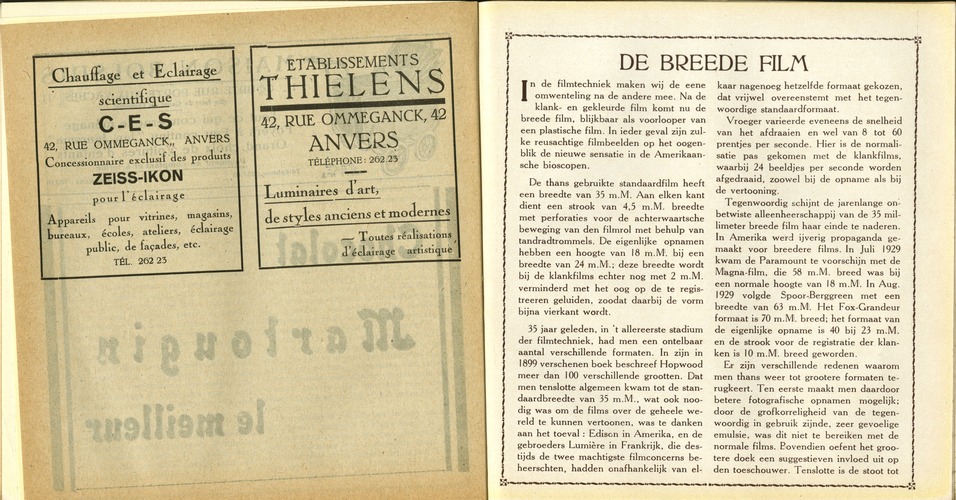 Chauffage et Eclairage
scientifique
C-E-S
42, RUE OMMEGANCK,, ANVERS
Concessionnaire exclusif des produits
ZEISS-IKON
pour l'éclairage
Appareils pour vitrines, magasins,
bureaux, écoles, ateliers, éclairage
public, de façades, etc.
TÉL. 262 23
ETABLISSEMENTS
THIELENS
42, RUE OMMEGANCK, 42
ANVERS
TÉLÉPHONE: 262 23
Luminaires d'art,
de styles anciens et modernes
— Toutes réalisations
d'éclairage artistique
Martougin
le meilleur
DE BREEDE FILM
In de filmtechniek maken wij de eene
omwenteling na de andere mee. Na de
klank- en gekleurde film komt nu de
breede film, blijkbaar als voorlooper van
een plastische film. In ieder geval zijn zul-
ke reusachtige filmbeelden op het oogen-
blik de nieuwe sensatie in de Amerikaan-
sche bioscopen.
De thans gebruikte standaardfilm heeft
een breedte van 35 m.M. Aan elken kant
dient een strook van 4,5 m.M. breedte
met perforaties voor de achterwaartsche
beweging van den filmrol met behulp van
tandradtrommels. De eigenlijke opnamen
hebben een hoogte van 18 m.M. bij een
breedte van 24 m.M.; deze breedte wordt
bij de klankfilms echter nog met 2 m.M.
verminderd met het oog op de te regis-
treeren geluiden, zoodat daarbij de vorm
bijna vierkant wordt.
35 jaar geleden, in 't allereerste stadium
der filmtechniek, had men een ontelbaar
aantal verschillende formaten. In zijn in
1899 verschenen boek beschreef Hopwood
meer dan 100 verschillende grootten. Dat
men tenslotte algemeen kwam tot de stan-
daardbreedte van 35 m.M., wat ook noo-
dig was om de films over de geheele we-
reld te kunnen vertoonen, was te danken
aan het toeval : Edison in Amerika, en de
gebroeders Lumière in Frankrijk, die des-
tijds de twee machtigste filmconcerns be-
heerschten, hadden onafhankelijk van el-
kaar nagenoeg hetzelfde formaat gekozen,
dat vrijwel overeenstemt met het tegen-
woordige standaardformaat.
Vroeger varieerde eveneens de snelheid
van het afdraaien en wel van 8 tot 60
prentjes per seconde. Hier is de normali-
satie pas gekomen met de klankfilms,
waarbij 24 beeldjes per seconde worden
afgedraaid, zoowel bij de opname als bij
de vertooning.
Tegenwoordig schijnt de jarenlange on-
betwiste alleenheerschappij van de 35 mil-
limeter breede film haar einde te naderen.
In Amerika werd ijverig propaganda ge-
maakt voor breedere films. In Juli 1929
kwam de Paramount te voorschijn met de
Magna-film, die 58 m.M. breed was bij
een normale hoogte van 18 m.M. In Aug.
1929 volgde Spoor-Berggreen met een
breedte van 63 m.M. Het Fox-Grandeur
formaat is 70 m.M. breed; het formaat van
de eigenlijke opname is 40 bij 23 m.M.
en de strook voor de registratie der klan-
ken is 10 m.M. breed geworden.
Er zijn verschillende redenen waarom
men thans weer tot grootere formaten te-
rugkeert. Ten eerste maakt men daardoor
betere fotografische opnamen mogelijk;
door de grofkorreligheid van de tegen-
woordig in gebruik zijnde, zeer gevoelige
emulsie, was dit niet te bereiken met de
normale films. Bovendien oefent het groo-
tere doek een suggestieven invloed uit op
den toeschouwer. Tenslotte is de stoot tot